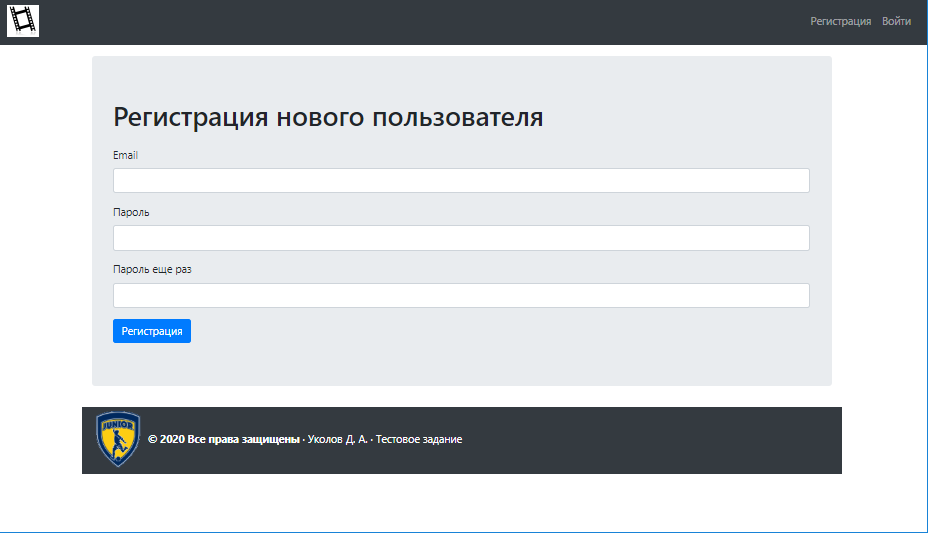 Регистрация Войти
Регистрация нового пользователя
Email
Пароль
Пароль еще раз
Регистрация
JUNIOR
© 2020 Все права защищены · Уколов Д. А. · Тестовое задание